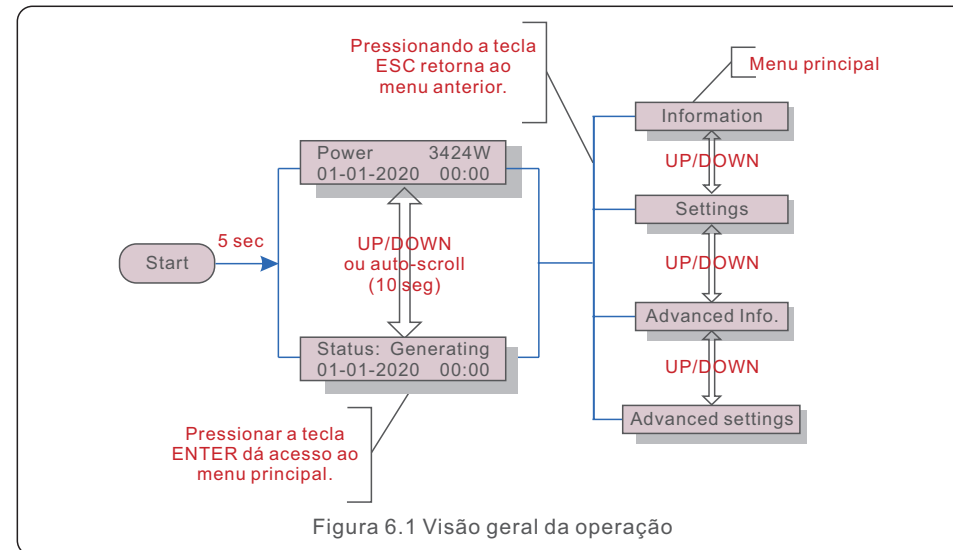 Pressionando a tecla
ESC retorna ao
menu anterior.
Menu principal
Information
UP/DOWN
Settings
UP/DOWN
Advanced Info.
UP/DOWN
Advanced settings
Power 3424W
01-01-2020 00:00
Start
5 sec
UP/DOWN
ou auto-scroll
(10 seg)
Status: Generating
01-01-2020 00:00
Pressionar a tecla
ENTER dá acesso ao
menu principal.
Figura 6.1 Visão geral da operação